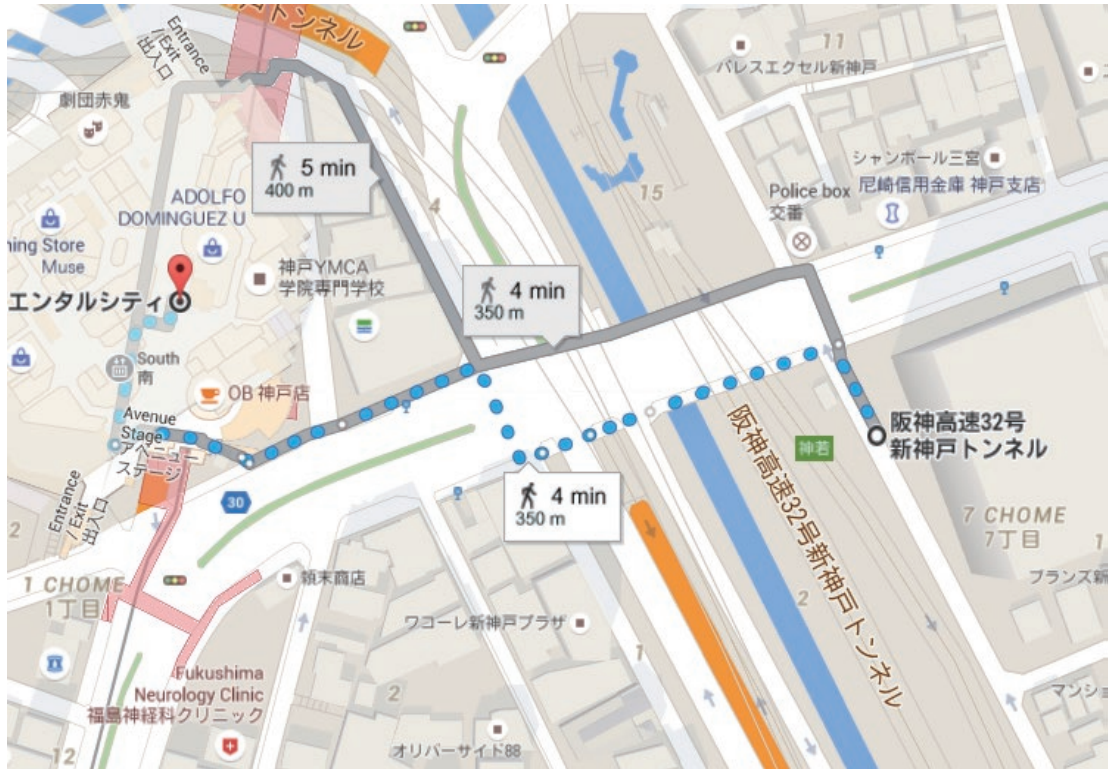 戸トンネル
Entrance
/ Exit
出入口
劇団赤鬼
11
パレスエクセル新神戸
5 min
400 m
ADOLFO
DOMINGUEZ U
4
15
シャンボール三宮
尼崎信用金庫 神戸支店
Police box
交番
ning Store
Muse
神戸YMCA
学院専門学校
4 min
350 m
エンタルシティ
South
南
OB 神戸店
Avenue
Stage
アベニュー
ステージ
阪神高速32号
新神戸トンネル
阪神高速32号新神戸トンネル
神若
4 min
350 m
30
Entrance
/ Exit
出入口
2
7 CHOME
7丁目
1
1 CHOME
1丁目
頼末商店
ブランズ新
2
ワコーレ新神戸プラザ
1
Fukushima
Neurology Clinic
福島神経科クリニック
2
マンショ
12
オリバーサイド88